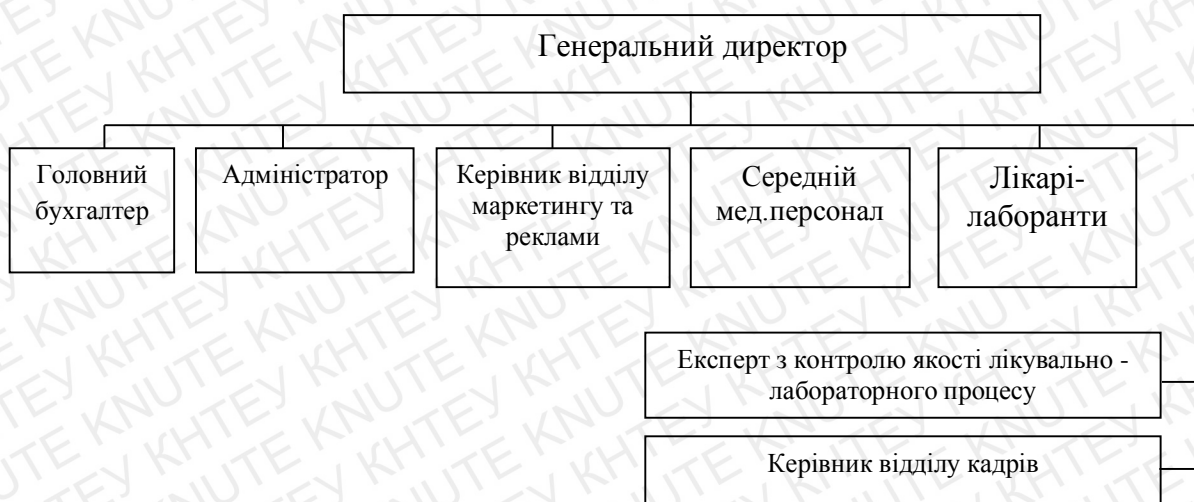 Генеральний директор
Головний
бухгалтер
Адміністратор
Керівник відділу
маркетингу та
реклами
Середній
мед.персонал
Лікарі-
лаборанти
Експерт з контролю якості лікувально -
лабораторного процесу
Керівник відділу кадрів